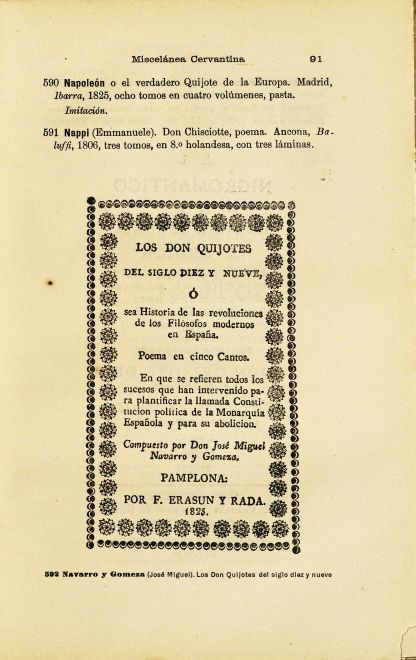 Miscelánea Cervantina 91
590 Napoleón o el verdadero Quijote de la Europa. Madrid,
Ibarra, 1825, ocho tomos en cuatro volúmenes, pasta.
Imitación.
591 Nappi (Emmanuele). Don Chisciotte, poema. Ancona, Ba-
luffi, 1806, tres tomos, en 8.º holandesa, con tres láminas.
LOS DON QUIJOTES
DEL SIGLO DIEZ Y NUEVE,
Ó
sea Historia de las revoluciones
de los Filósofos modernos
en España.
Poema en cinco Cantos.
En que se refieren todos los
sucesos que han intervenido pa-
ra plantificar la llamada Consti-
tucion política de la Monarquía
Española y para su abolicion.
Compuesto por Don José Miguel
Navarro y Gomeza.
PAMPLONA:
POR F. ERASUN Y RADA.
1825.
592 Navarro y Gomeza (José Miguel). Los Don Quijotes del siglo diez y nueve